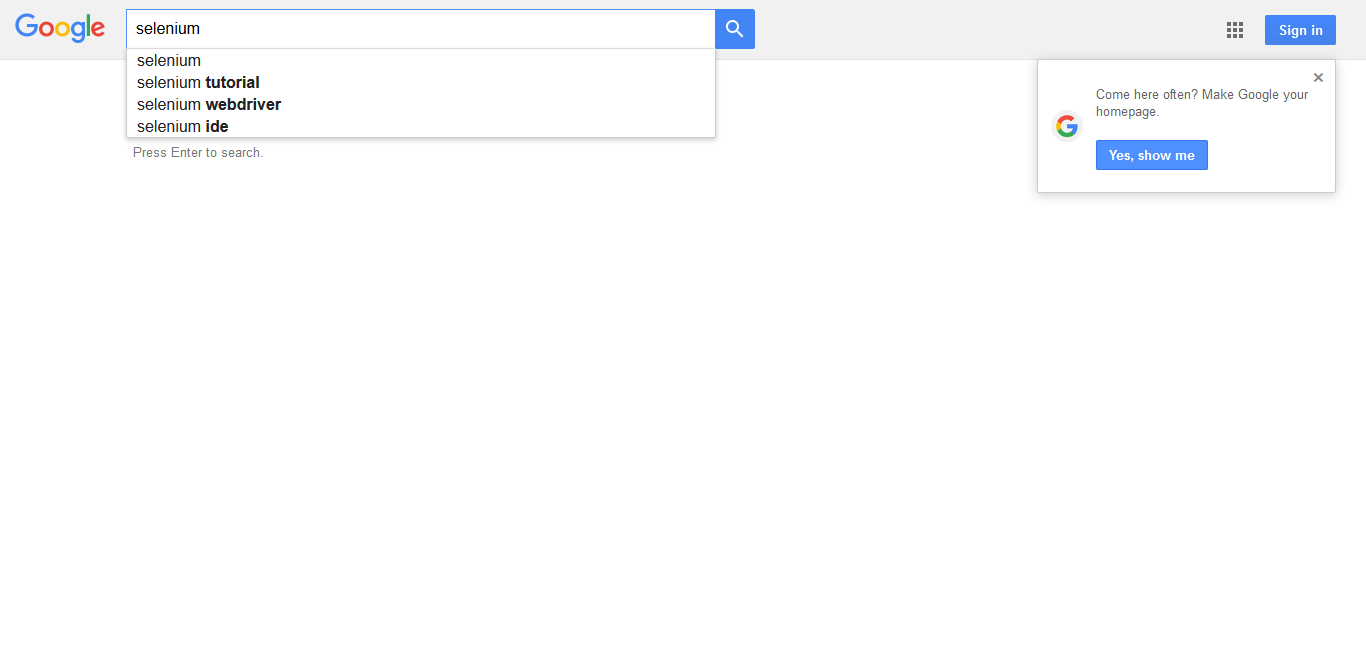 Google
selenium
Sign in
selenium
selenium tutorial
selenium webdriver
selenium ide
Press Enter to search.
Come here often? Make Google your
homepage.
Yes, show me